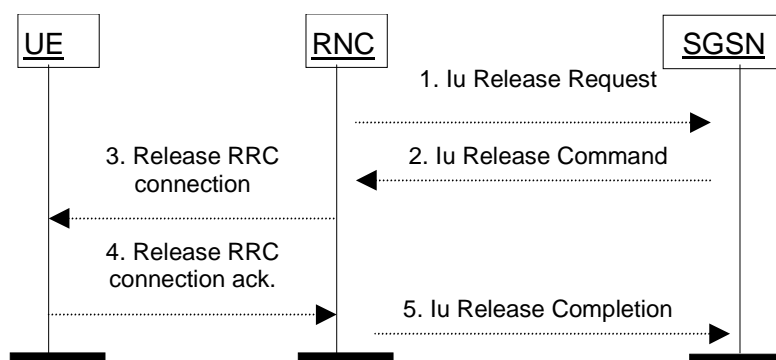 UE
RNC
SGSN
1. Iu Release Request
2. Iu Release Command
3. Release RRC
connection
4. Release RRC
connection ack.
5. Iu Release Completion